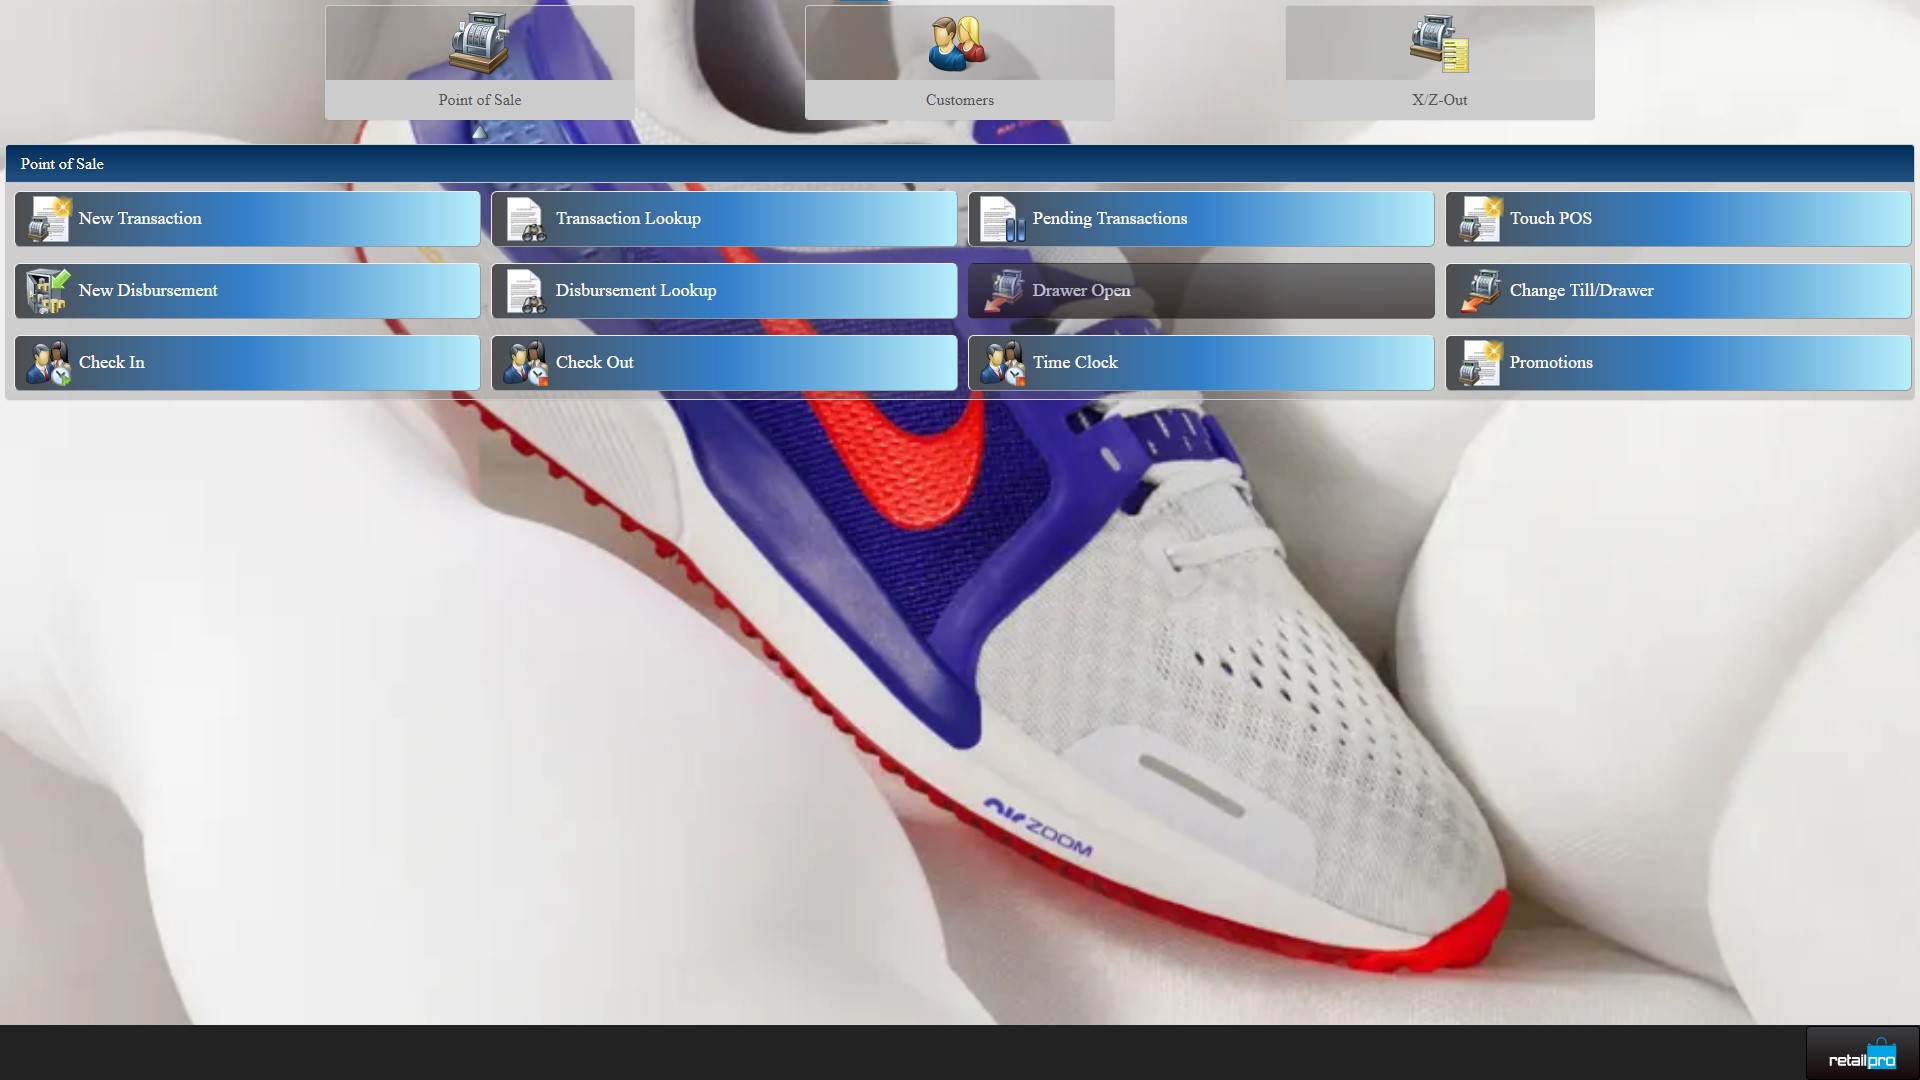 Point of Sale
Customers
X/Z-Out
Point of Sale
New Transaction
Transaction Lookup
Pending Transactions
Touch POS
New Disbursement
Disbursement Lookup
Drawer Open
Change Till/Drawer
Check In
Check Out
Time Clock
Promotions
AIR ZOOM
retailpro